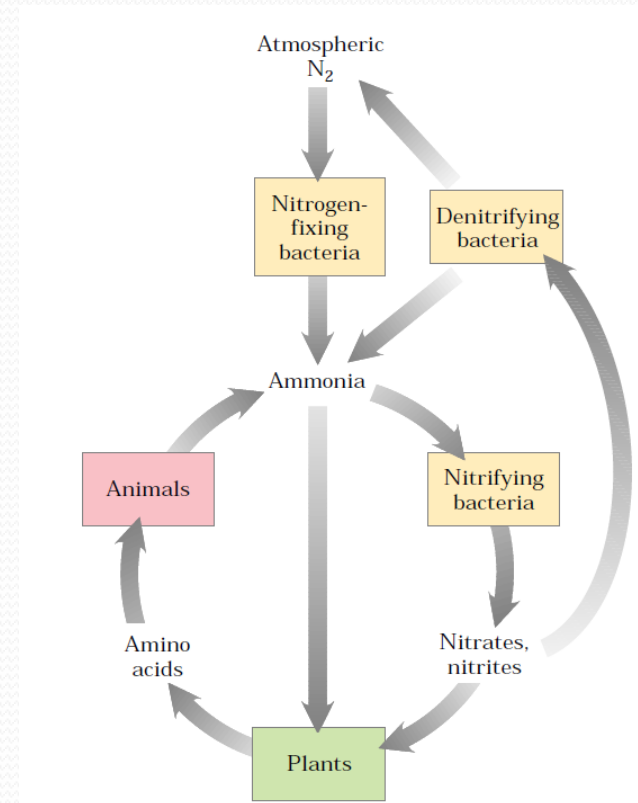 Atmospheric
N₂
Nitrogen-
fixing
bacteria
Denitrifying
bacteria
Ammonia
Animals
Nitrifying
bacteria
Amino
acids
Nitrates,
nitrites
Plants